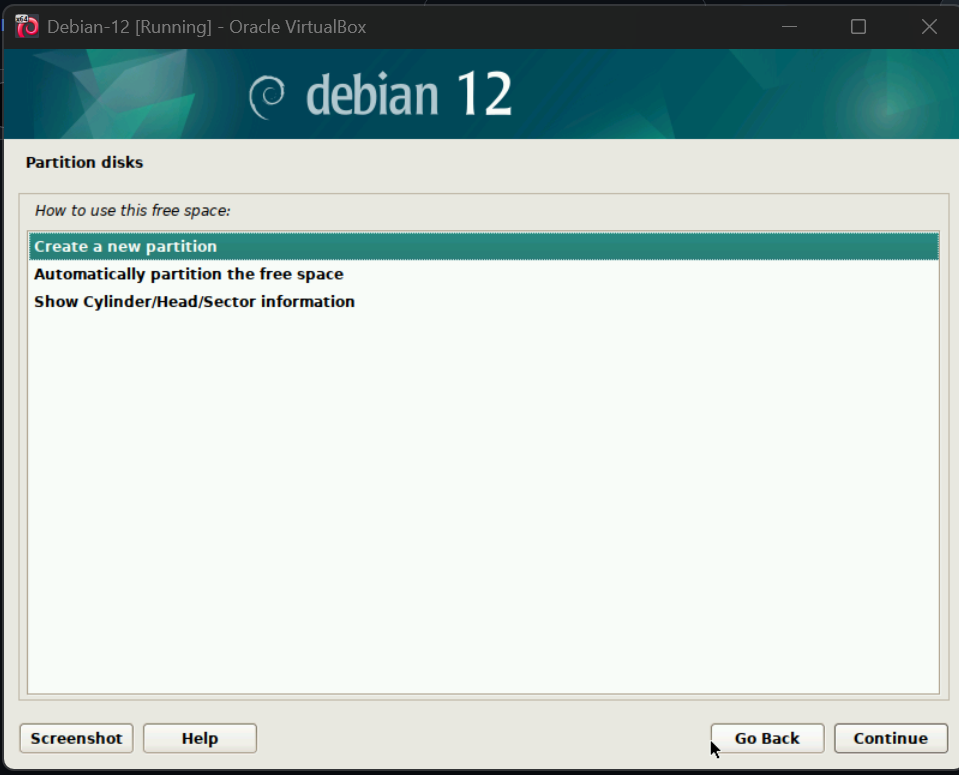 x64
Debian-12 [Running] - Oracle VirtualBox
debian 12
Partition disks
How to use this free space:
Create a new partition
Automatically partition the free space
Show Cylinder/Head/Sector information
Screenshot
Help
Go Back
Continue